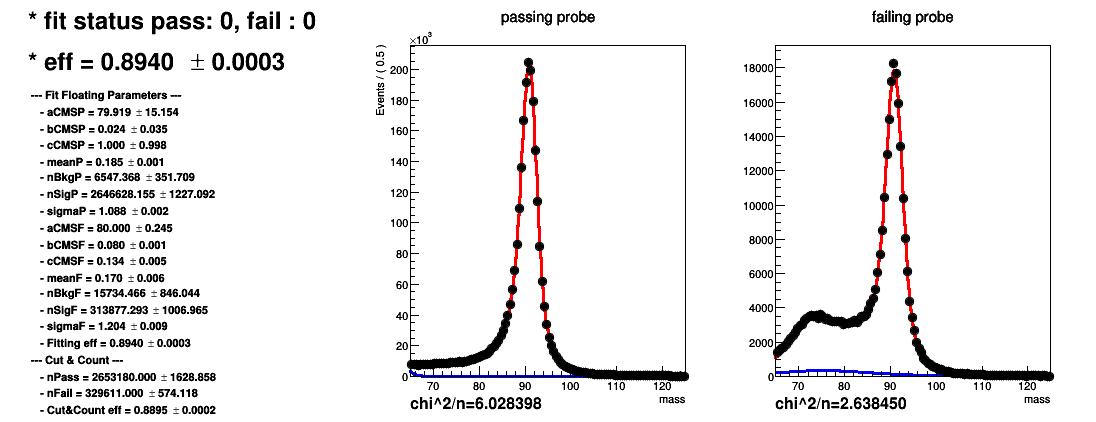 * fit status pass: 0, fail : 0
* eff = 0.8940 ± 0.0003
--- Fit Floating Parameters ---
- aCMSP = 79.919 ± 15.154
- bCMSP = 0.024 ± 0.035
- cCMSP = 1.000 ± 0.998
- meanP = 0.185 ± 0.001
- nBkgP = 6547.368 ± 351.709
- nSigP = 2646628.155 ± 1227.092
- sigmaP = 1.088 ± 0.002
- aCMSF = 80.000 ± 0.245
- bCMSF = 0.080 ± 0.001
- cCMSF = 0.134 ± 0.005
- meanF = 0.170 ± 0.006
- nBkgF = 15734.466 ± 846.044
- nSigF = 313877.293 ± 1006.965
- sigmaF = 1.204 ± 0.009
- Fitting eff = 0.8940 ± 0.0003
--- Cut & Count ---
- nPass = 2653180.000 ± 1628.858
- nFail = 329611.000 ± 574.118
- Cut&Count eff = 0.8895 ± 0.0002
passing probe
×10³
Events / ( 0.5 )
200
180
160
140
120
100
80
60
40
20
0
70 80 90 100 110 120
mass
chi^2/n=6.028398
failing probe
18000
16000
14000
12000
10000
8000
6000
4000
2000
0
70 80 90 100 110 120
mass
chi^2/n=2.638450